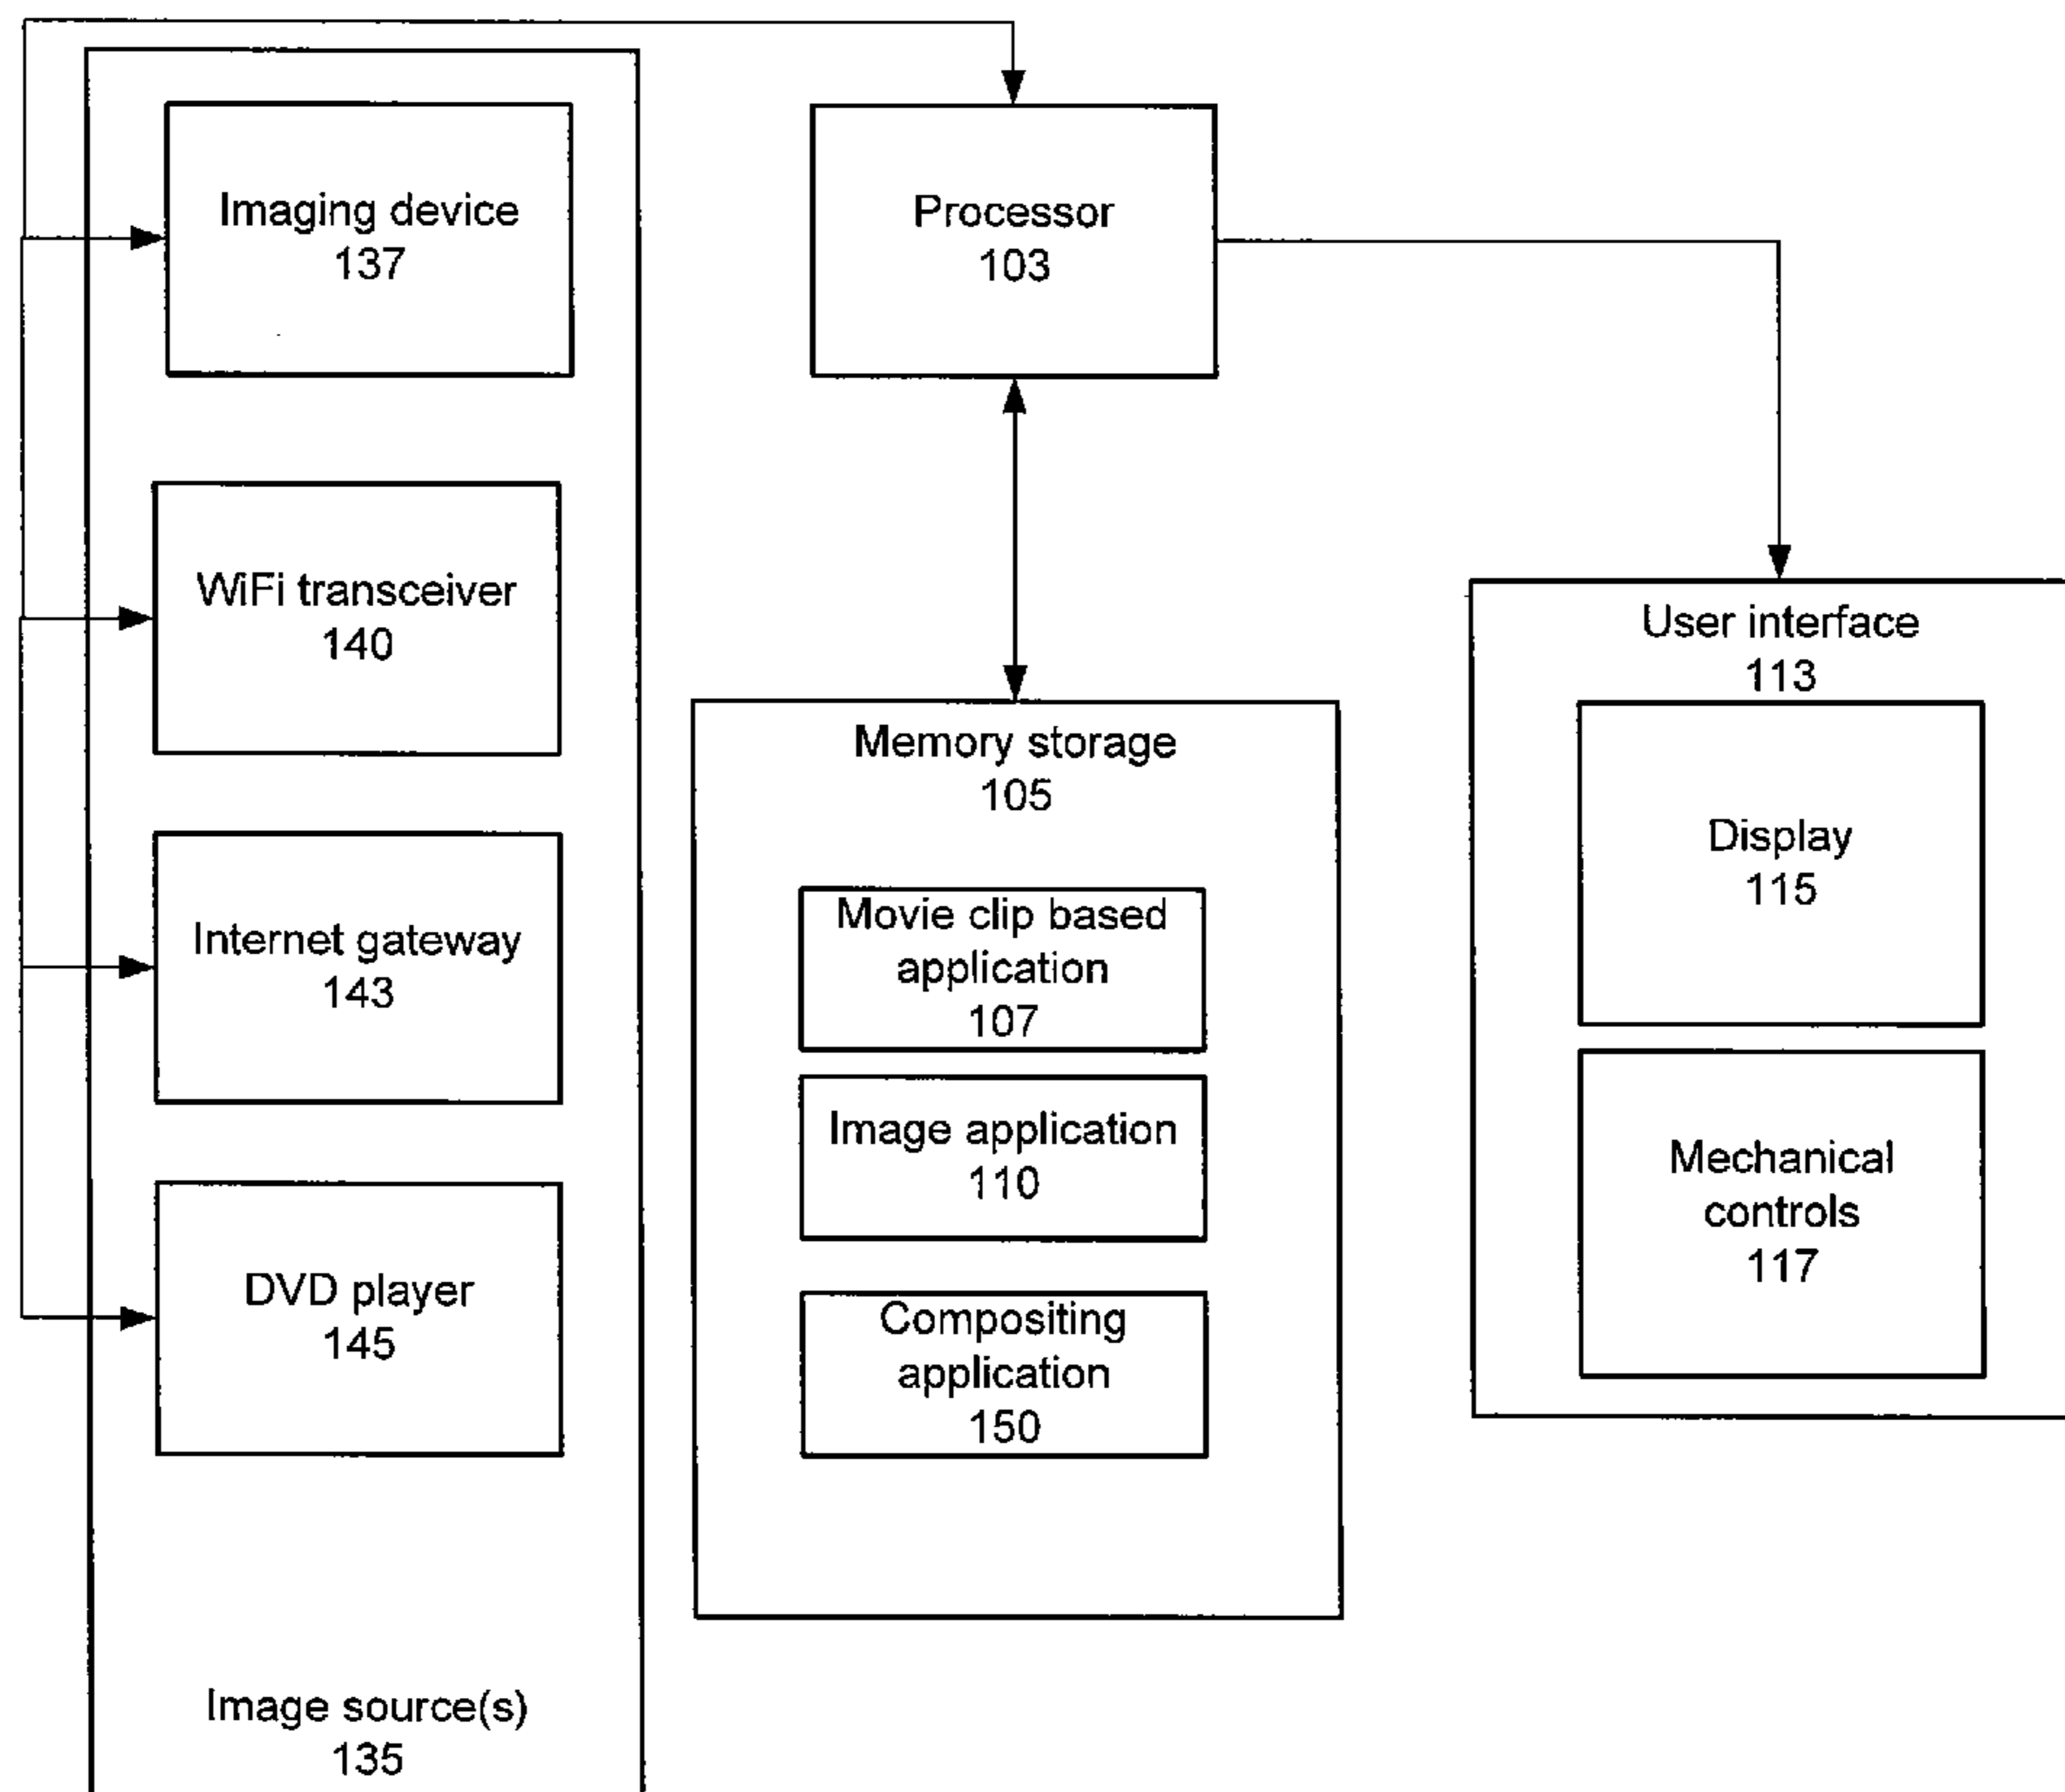 Imaging device
137
WiFi transceiver
140
Internet gateway
143
DVD player
145
Image source(s)
135
Processor
103
Memory storage
105
Movie clip based
application
107
Image application
110
Compositing
application
150
User interface
113
Display
115
Mechanical
controls
117